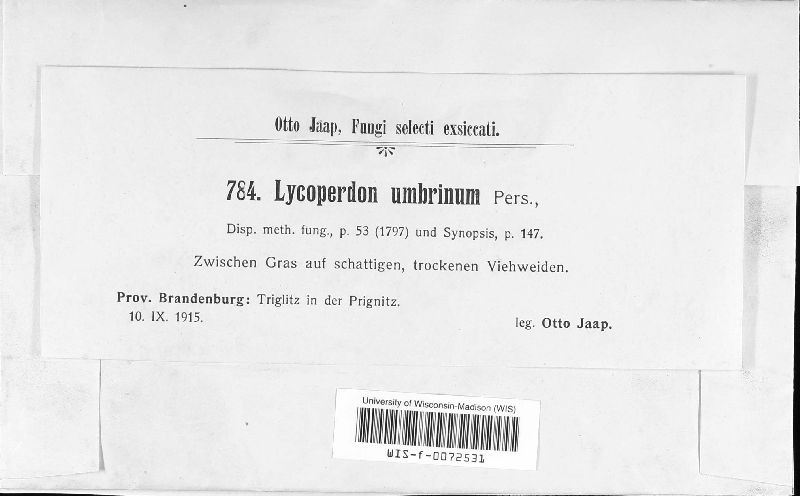 Otto Jaap, Fungi selecti exsiccati.
784. Lycoperdon umbrinum Pers.,
Disp. meth. fung., p. 53 (1797) und Synopsis, p. 147.
Zwischen Gras auf schattigen, trockenen Viehweiden.
Prov. Brandenburg: Triglitz in der Prignitz.
10. IX. 1915.
leg. Otto Jaap.
University of Wisconsin-Madison (WIS)
WIS-f-0072531